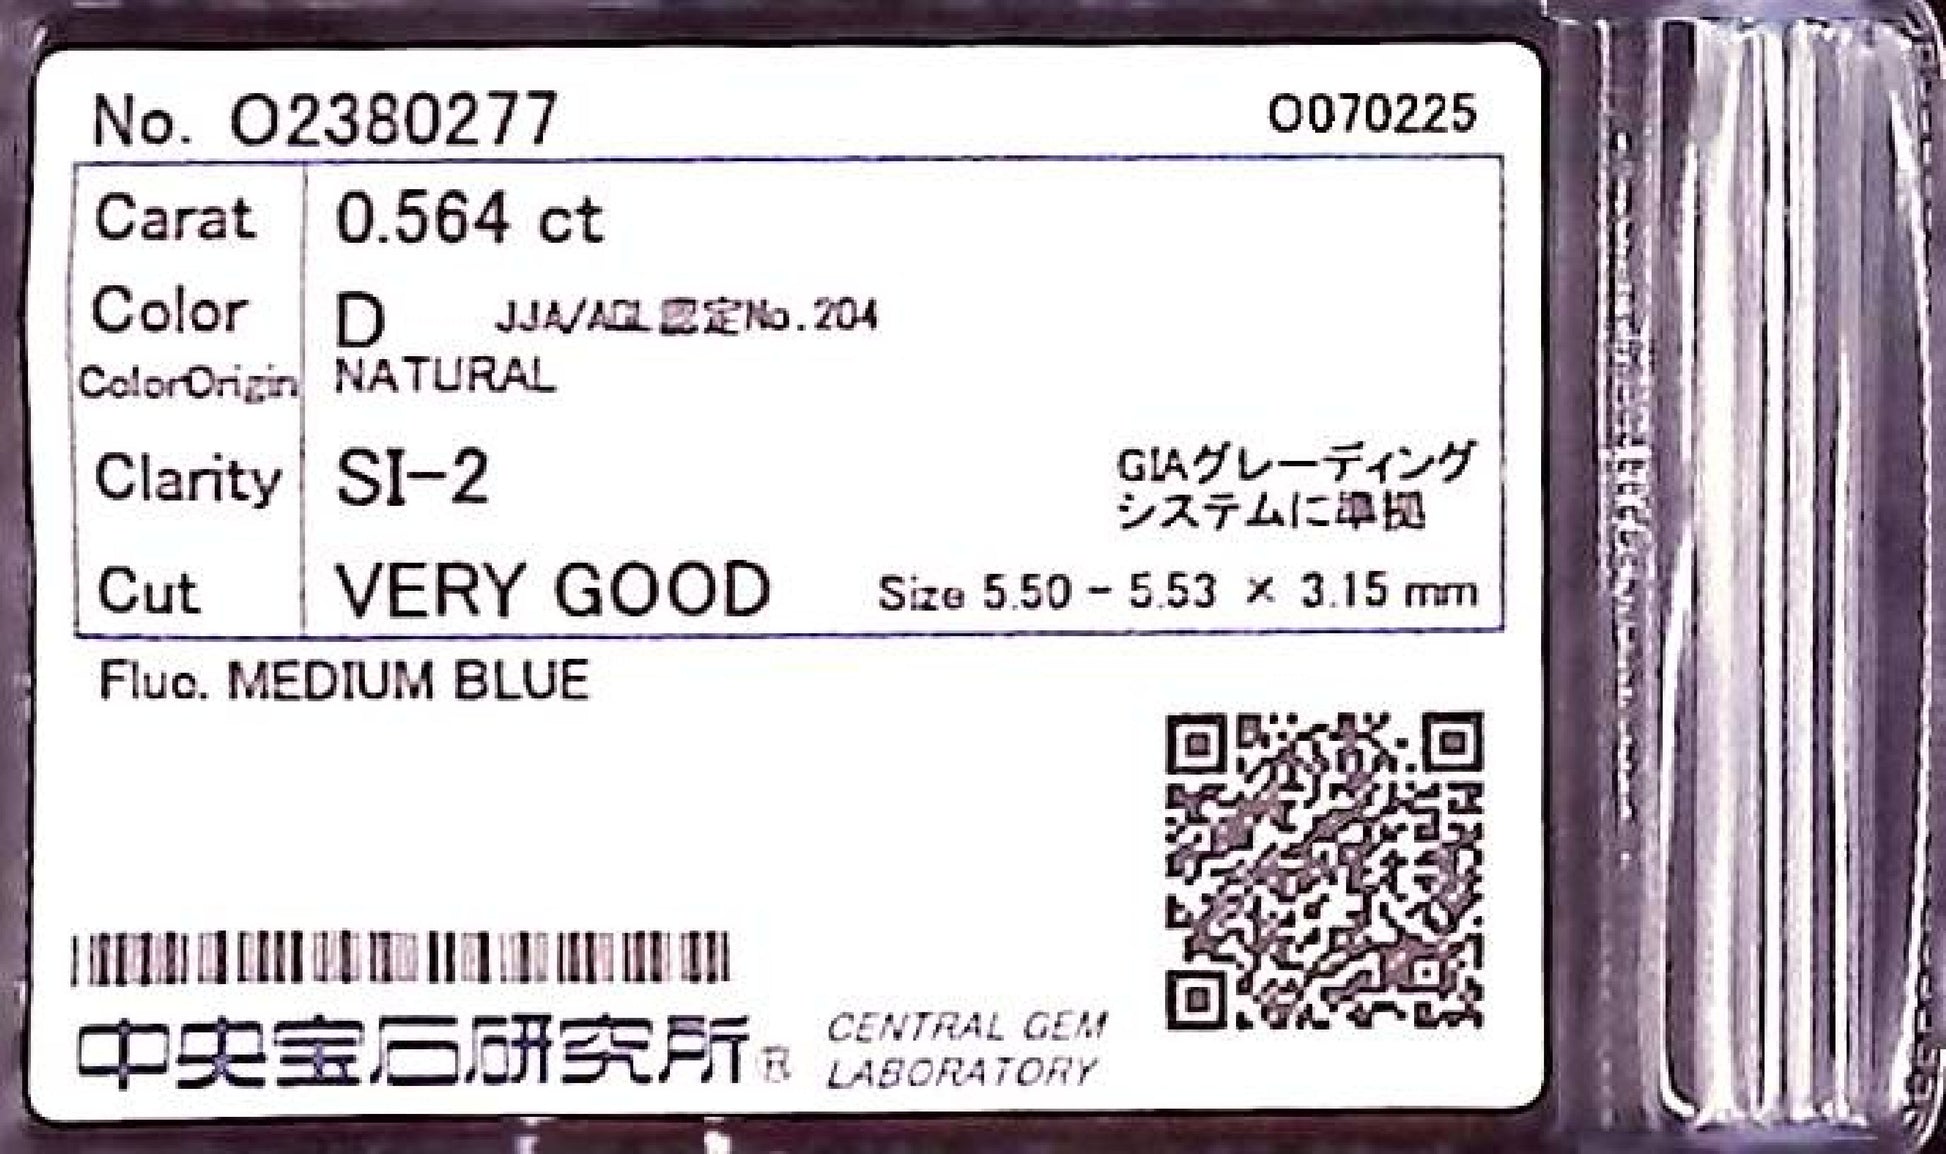 No. O2380277 O070225
Carat 0.564 ct
Color D JJA/AGL認定No.204
ColorOrigin NATURAL
Clarity SI-2 GIAグレーディング
システムに準拠
Cut VERY GOOD Size 5.50 - 5.53 × 3.15 mm
Fluo. MEDIUM BLUE
中央宝石研究所® CENTRAL GEM
LABORATORY